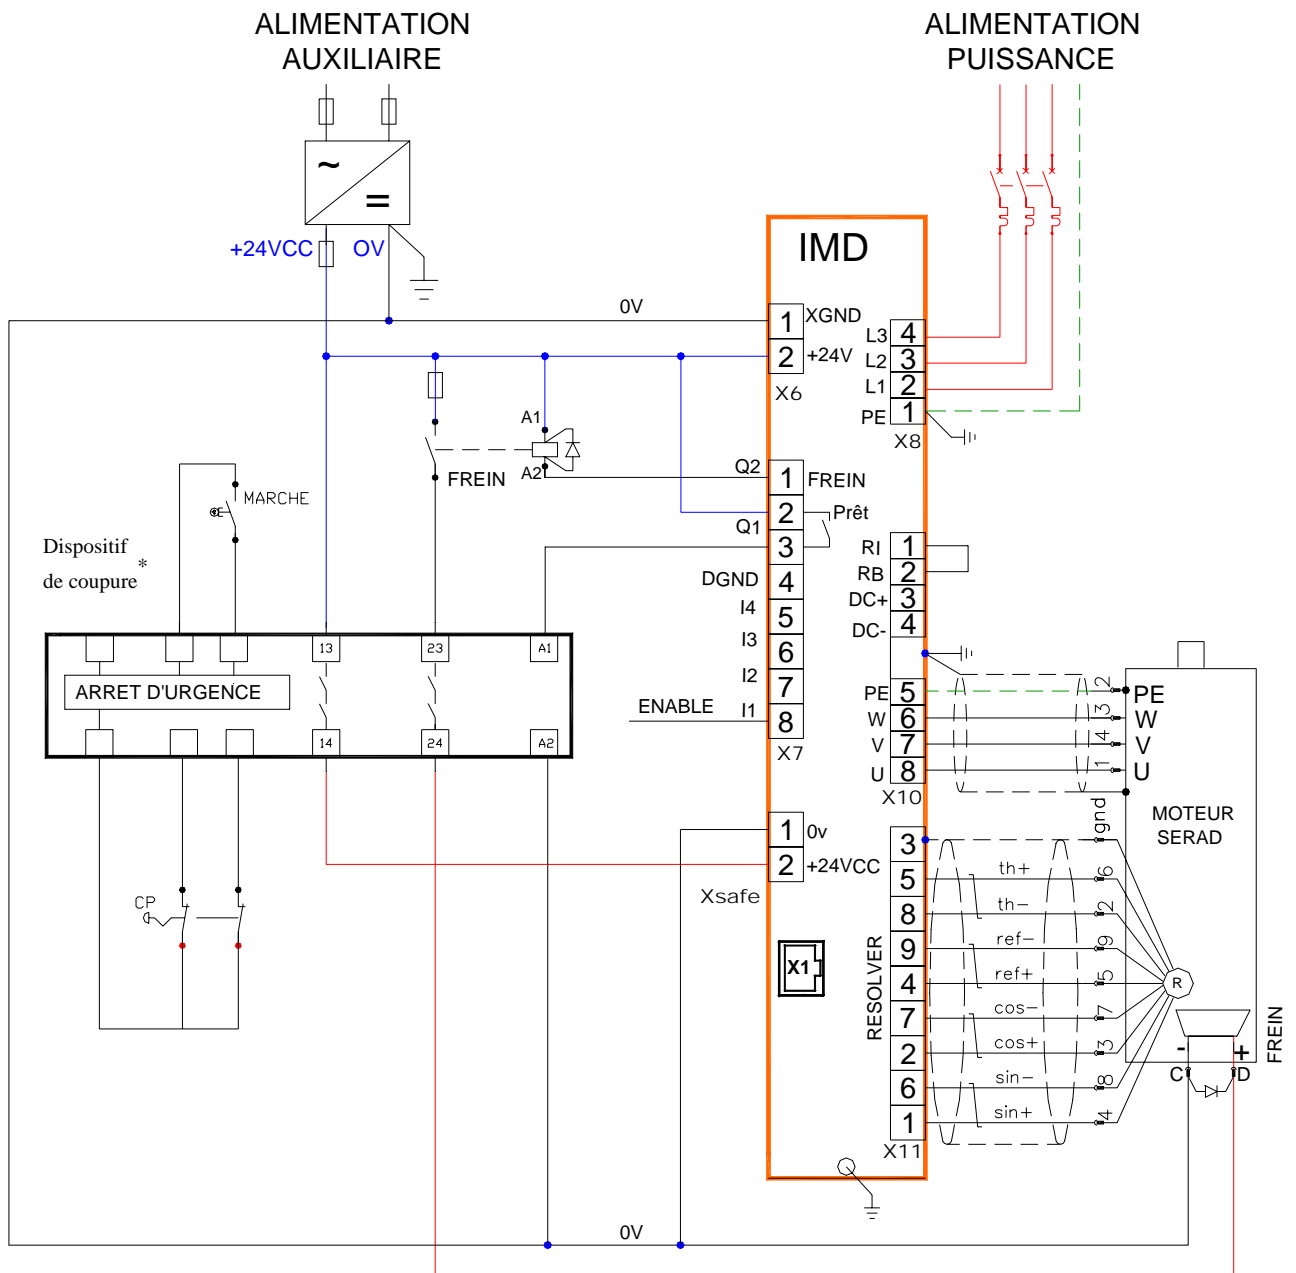 ALIMENTATION
AUXILIAIRE
ALIMENTATION
PUISSANCE
~
=
+24VCC
OV
IMD
0V
1 XGND
2 +24V
X6
L3 4
L2 3
L1 2
PE 1
X8
A1
A2
FREIN
MARCHE
Dispositif
de coupure *
Q2 1 FREIN
2 Prêt
Q1 3
DGND 4
I4 5
I3 6
I2 7
ENABLE I1 8
X7
RI 1
RB 2
DC+ 3
DC- 4
PE 5 2 PE
W 6 3 W
V 7 4 V
U 8 1 U
X10
13
23
A1
ARRET D'URGENCE
14
24
A2
MOTEUR
SERAD
1 0v
2 +24VCC
Xsafe
CP
X1
RESOLVER
3 gnd
5 th+ 6
8 th- 2
9 ref- 9
4 ref+ 5
7 cos- 7
2 cos+ 3
6 sin- 8
1 sin+ 4
X11
R
- +
C D
FREIN
0V